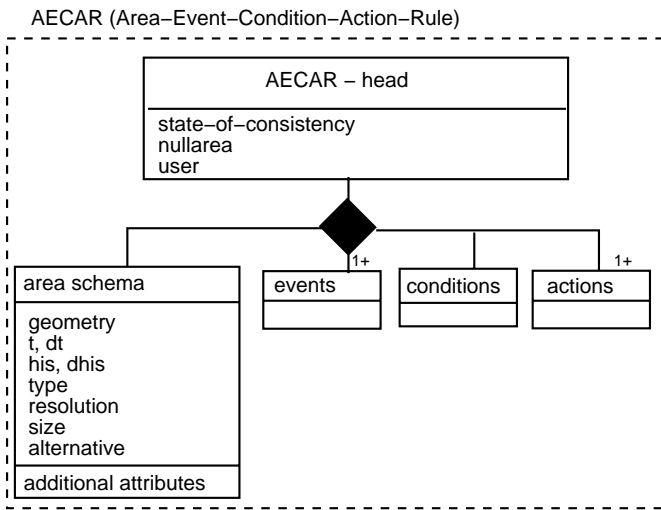 AECAR (Area−Event−Condition−Action−Rule)
AECAR − head
state−of−consistency
nullarea
user
1+
1+
area schema
events
conditions
actions
geometry
t, dt
his, dhis
type
resolution
size
alternative
additional attributes